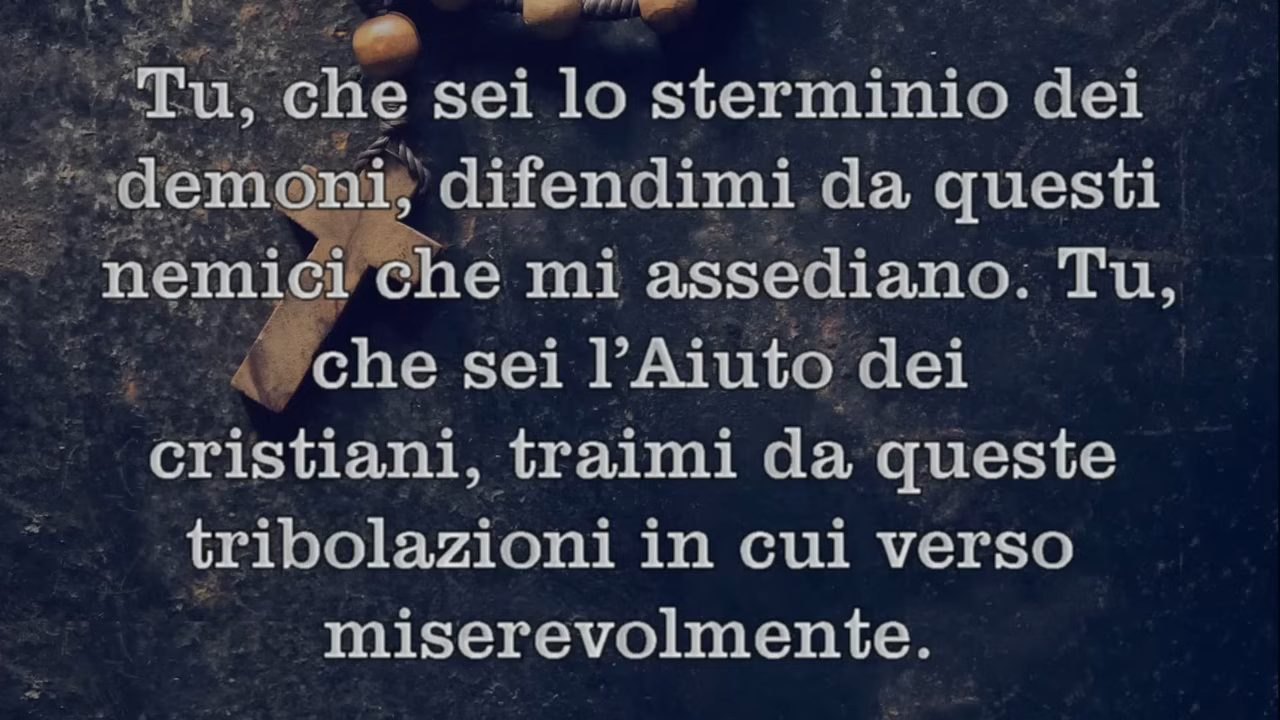 Tu, che sei lo sterminio dei
demoni, difendimi da questi
nemici che mi assediano. Tu,
che sei l’Aiuto dei
cristiani, traimi da queste
tribolazioni in cui verso
miserevolmente.